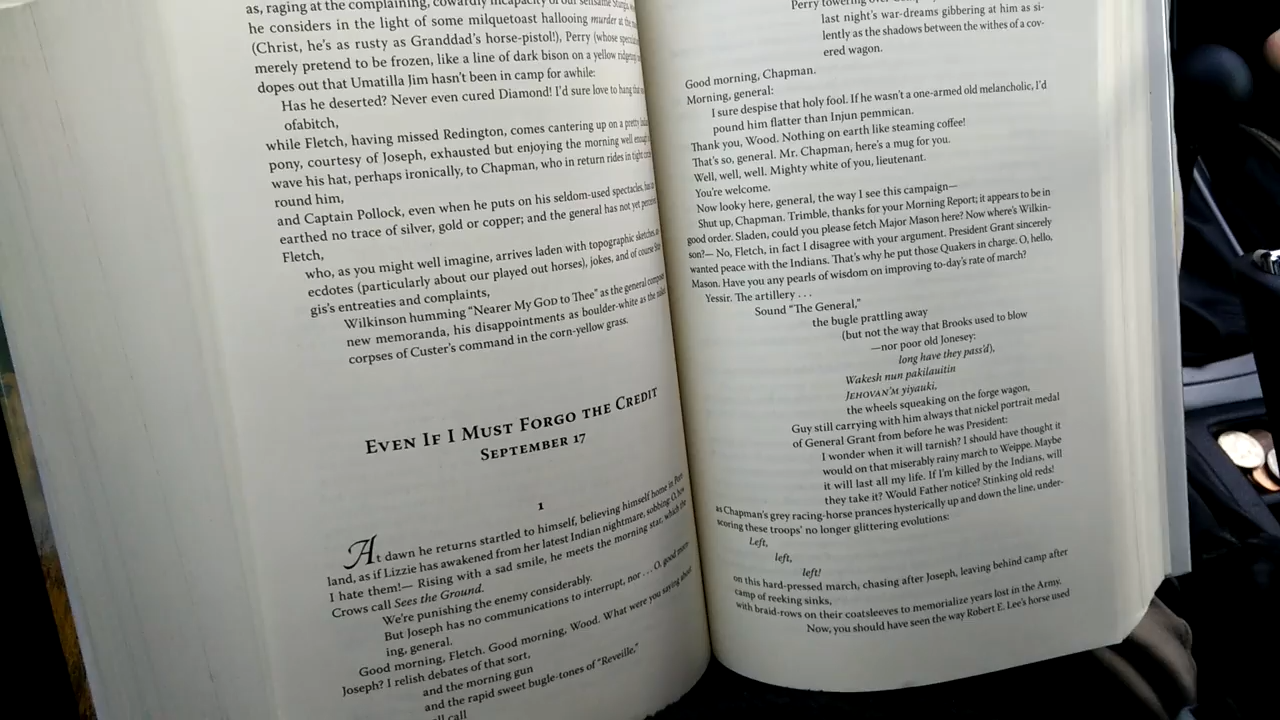 as, raging at the complaining, cowardly incapacity of our
he considers in the light of some milquetoast hallooing murder at the
(Christ, he's as rusty as Granddad's horse-pistol!), Perry (whose
merely pretend to be frozen, like a line of dark bison on a yellow
dopes out that Umatilla Jim hasn't been in camp for awhile:
Has he deserted? Never even cured Diamond! I'd sure love to hang
ofabitch,
while Fletch, having missed Redington, comes cantering up on a pretty
pony, courtesy of Joseph, exhausted but enjoying the morning well enough
wave his hat, perhaps ironically, to Chapman, who in return rides in tight
round him,
and Captain Pollock, even when he puts on his seldom-used spectacles, has
earthed no trace of silver, gold or copper; and the general has not yet
Fletch,
who, as you might well imagine, arrives laden with topographic sketches,
ecdotes (particularly about our played out horses), jokes, and of course
gis's entreaties and complaints,
Wilkinson humming "Nearer My GOD to Thee" as the general
new memoranda, his disappointments as boulder-white as the
corpses of Custer's command in the corn-yellow grass.
EVEN IF I MUST FORGO THE CREDIT
SEPTEMBER 17
1
At dawn he returns startled to himself, believing himself home in
land, as if Lizzie has awakened from her latest Indian nightmare, sobbing: O, how
I hate them!— Rising with a sad smile, he meets the morning star, which the
Crows call Sees the Ground.
We're punishing the enemy considerably.
But Joseph has no communications to interrupt, nor . . . O, good morn-
ing, general.
Good morning, Fletch. Good morning, Wood. What were you saying about
Joseph? I relish debates of that sort,
and the morning gun
and the rapid sweet bugle-tones of "Reveille,"
call
Perry towering over
last night's war-dreams gibbering at him as si-
lently as the shadows between the withes of a cov-
ered wagon.
Good morning, Chapman.
Morning, general:
I sure despise that holy fool. If he wasn't a one-armed old melancholic, I'd
pound him flatter than Injun pemmican.
Thank you, Wood. Nothing on earth like steaming coffee!
That's so, general. Mr. Chapman, here's a mug for you.
Well, well, well. Mighty white of you, lieutenant.
You're welcome.
Now looky here, general, the way I see this campaign—
Shut up, Chapman. Trimble, thanks for your Morning Report; it appears to be in
good order. Sladen, could you please fetch Major Mason here? Now where's Wilkin-
son?— No, Fletch, in fact I disagree with your argument. President Grant sincerely
wanted peace with the Indians. That's why he put those Quakers in charge. O, hello,
Mason. Have you any pearls of wisdom on improving to-day's rate of march?
Yessir. The artillery . . .
Sound "The General,"
the bugle prattling away
(but not the way that Brooks used to blow
—nor poor old Jonesey:
long have they pass'd),
Wakesh nun pakilauitin
JEHOVAN'M yiyauki,
the wheels squeaking on the forge wagon,
Guy still carrying with him always that nickel portrait medal
of General Grant from before he was President:
I wonder when it will tarnish? I should have thought it
would on that miserably rainy march to Weippe. Maybe
it will last all my life. If I'm killed by the Indians, will
they take it? Would Father notice? Stinking old reds!
as Chapman's grey racing-horse prances hysterically up and down the line, under-
scoring these troops' no longer glittering evolutions:
Left,
left,
left!
on this hard-pressed march, chasing after Joseph, leaving behind camp after
camp of reeking sinks,
with braid-rows on their coatsleeves to memorialize years lost in the Army.
Now, you should have seen the way Robert E. Lee's horse used